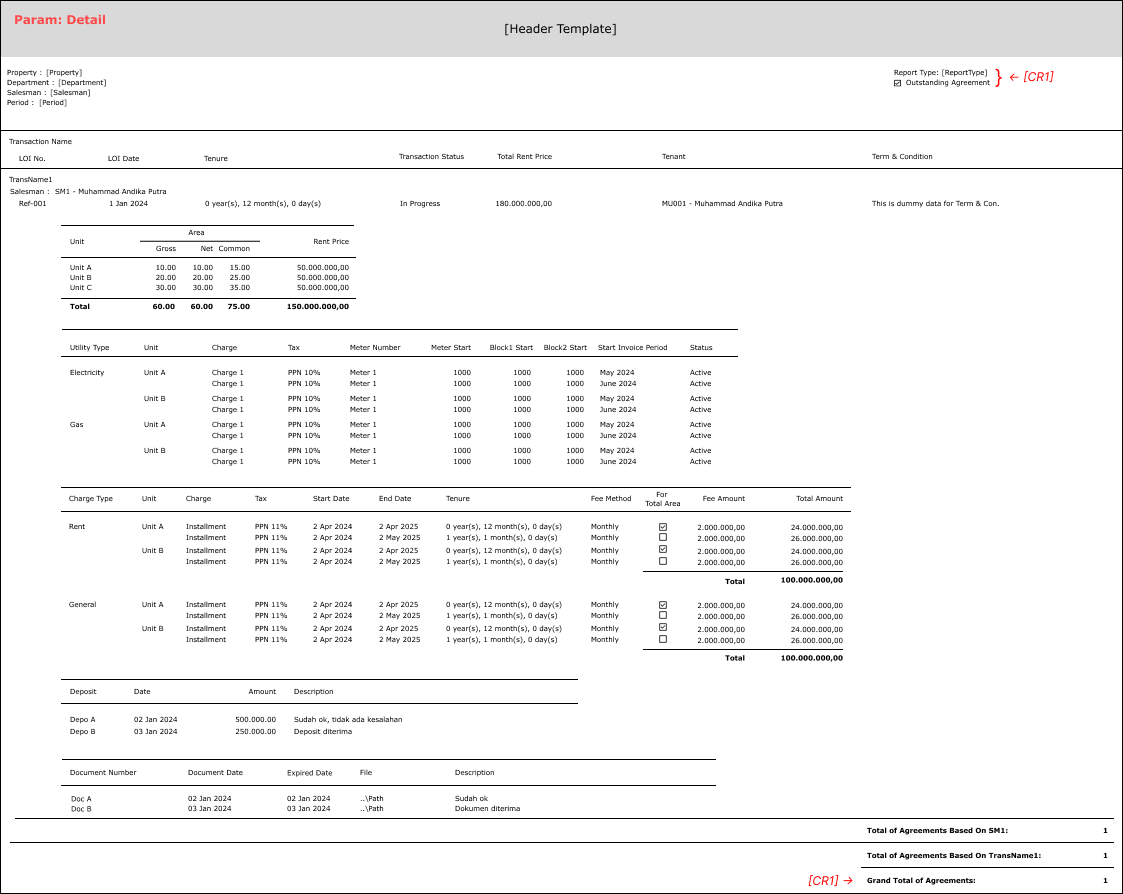 Param: Detail
[Header Template]
Property : [Property]
Department : [Department]
Salesman : [Salesman]
Period : [Period]
Report Type: [ReportType]
Outstanding Agreement
} ← [CR1]
Transaction Name
LOI No. LOI Date Tenure Transaction Status Total Rent Price Tenant Term & Condition
TransName1
Salesman : SM1 - Muhammad Andika Putra
Ref-001 1 Jan 2024 0 year(s), 12 month(s), 0 day(s) In Progress 180.000.000,00 MU001 - Muhammad Andika Putra This is dummy data for Term & Con.
Area
Unit Rent Price
Gross Net Common
Unit A 10.00 10.00 15.00 50.000.000,00
Unit B 20.00 20.00 25.00 50.000.000,00
Unit C 30.00 30.00 35.00 50.000.000,00
Total 60.00 60.00 75.00 150.000.000,00
Utility Type Unit Charge Tax Meter Number Meter Start Block1 Start Block2 Start Start Invoice Period Status
Electricity Unit A Charge 1 PPN 10% Meter 1 1000 1000 1000 May 2024 Active
Charge 1 PPN 10% Meter 1 1000 1000 1000 June 2024 Active
Unit B Charge 1 PPN 10% Meter 1 1000 1000 1000 May 2024 Active
Charge 1 PPN 10% Meter 1 1000 1000 1000 June 2024 Active
Gas Unit A Charge 1 PPN 10% Meter 1 1000 1000 1000 May 2024 Active
Charge 1 PPN 10% Meter 1 1000 1000 1000 June 2024 Active
Unit B Charge 1 PPN 10% Meter 1 1000 1000 1000 May 2024 Active
Charge 1 PPN 10% Meter 1 1000 1000 1000 June 2024 Active
Charge Type Unit Charge Tax Start Date End Date Tenure Fee Method For Total Area Fee Amount Total Amount
Rent Unit A Installment PPN 11% 2 Apr 2024 2 Apr 2025 0 year(s), 12 month(s), 0 day(s) Monthly 2.000.000,00 24.000.000,00
Installment PPN 11% 2 Apr 2024 2 May 2025 1 year(s), 1 month(s), 0 day(s) Monthly 2.000.000,00 26.000.000,00
Unit B Installment PPN 11% 2 Apr 2024 2 Apr 2025 0 year(s), 12 month(s), 0 day(s) Monthly 2.000.000,00 24.000.000,00
Installment PPN 11% 2 Apr 2024 2 May 2025 1 year(s), 1 month(s), 0 day(s) Monthly 2.000.000,00 26.000.000,00
Total 100.000.000,00
General Unit A Installment PPN 11% 2 Apr 2024 2 Apr 2025 0 year(s), 12 month(s), 0 day(s) Monthly 2.000.000,00 24.000.000,00
Installment PPN 11% 2 Apr 2024 2 May 2025 1 year(s), 1 month(s), 0 day(s) Monthly 2.000.000,00 26.000.000,00
Unit B Installment PPN 11% 2 Apr 2024 2 Apr 2025 0 year(s), 12 month(s), 0 day(s) Monthly 2.000.000,00 24.000.000,00
Installment PPN 11% 2 Apr 2024 2 May 2025 1 year(s), 1 month(s), 0 day(s) Monthly 2.000.000,00 26.000.000,00
Total 100.000.000,00
Deposit Date Amount Description
Depo A 02 Jan 2024 500.000.00 Sudah ok, tidak ada kesalahan
Depo B 03 Jan 2024 250.000.00 Deposit diterima
Document Number Document Date Expired Date File Description
Doc A 02 Jan 2024 02 Jan 2024 ..\Path Sudah ok
Doc B 03 Jan 2024 03 Jan 2024 ..\Path Dokumen diterima
Total of Agreements Based On SM1: 1
Total of Agreements Based On TransName1: 1
[CR1] → Grand Total of Agreements: 1